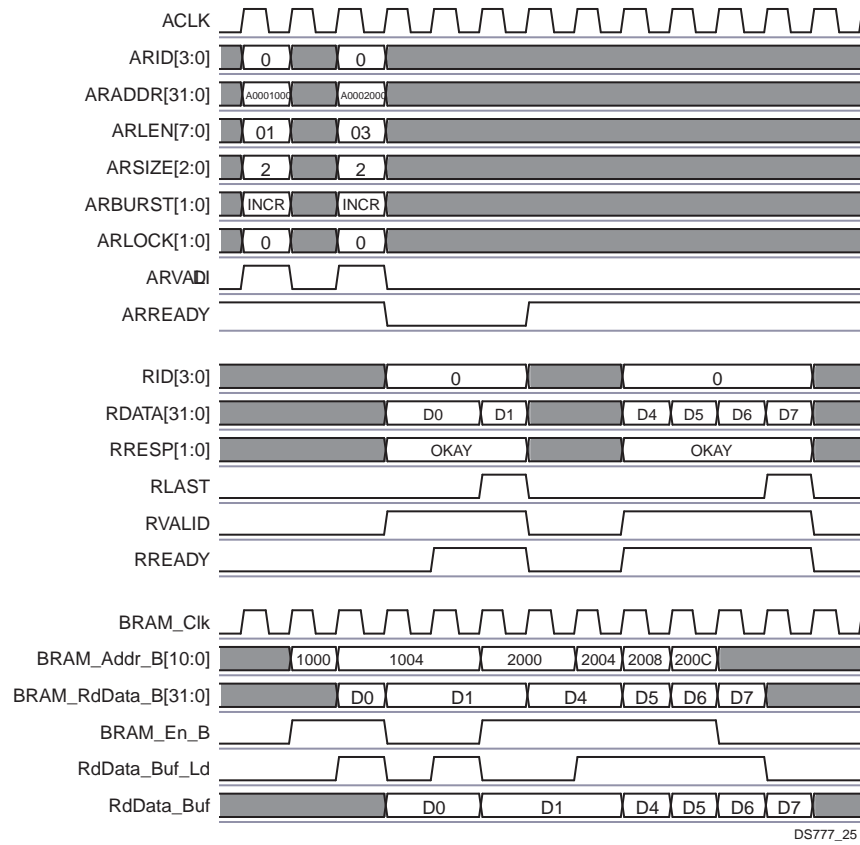 ACLK
ARID[3:0] 0 0
ARADDR[31:0] A0001000 A0002000
ARLEN[7:0] 01 03
ARSIZE[2:0] 2 2
ARBURST[1:0] INCR INCR
ARLOCK[1:0] 0 0
ARVALDI
ARREADY
RID[3:0] 0 0
RDATA[31:0] D0 D1 D4 D5 D6 D7
RRESP[1:0] OKAY OKAY
RLAST
RVALID
RREADY
BRAM_Clk
BRAM_Addr_B[10:0] 1000 1004 2000 2004 2008 200C
BRAM_RdData_B[31:0] D0 D1 D4 D5 D6 D7
BRAM_En_B
RdData_Buf_Ld
RdData_Buf D0 D1 D4 D5 D6 D7
DS777_25